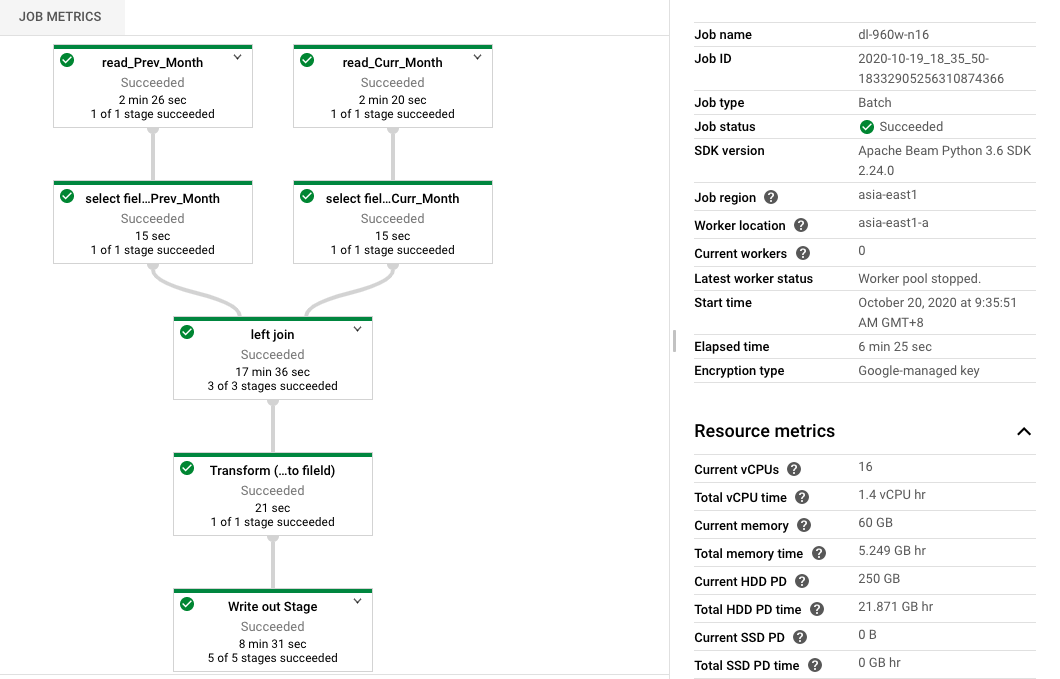 JOB METRICS
read_Prev_Month
Succeeded
2 min 26 sec
1 of 1 stage succeeded
read_Curr_Month
Succeeded
2 min 20 sec
1 of 1 stage succeeded
select fiel...Prev_Month
Succeeded
15 sec
1 of 1 stage succeeded
select fiel...Curr_Month
Succeeded
15 sec
1 of 1 stage succeeded
left join
Succeeded
17 min 36 sec
3 of 3 stages succeeded
Transform (...to fileld)
Succeeded
21 sec
1 of 1 stage succeeded
Write out Stage
Succeeded
8 min 31 sec
5 of 5 stages succeeded
Job name dl-960w-n16
Job ID 2020-10-19_18_35_50-
18332905256310874366
Job type Batch
Job status Succeeded
SDK version Apache Beam Python 3.6 SDK
2.24.0
Job region ? asia-east1
Worker location ? asia-east1-a
Current workers ? 0
Latest worker status Worker pool stopped.
Start time October 20, 2020 at 9:35:51
AM GMT+8
Elapsed time 6 min 25 sec
Encryption type Google-managed key
Resource metrics
Current vCPUs ? 16
Total vCPU time ? 1.4 vCPU hr
Current memory ? 60 GB
Total memory time ? 5.249 GB hr
Current HDD PD ? 250 GB
Total HDD PD time ? 21.871 GB hr
Current SSD PD ? 0 B
Total SSD PD time ? 0 GB hr